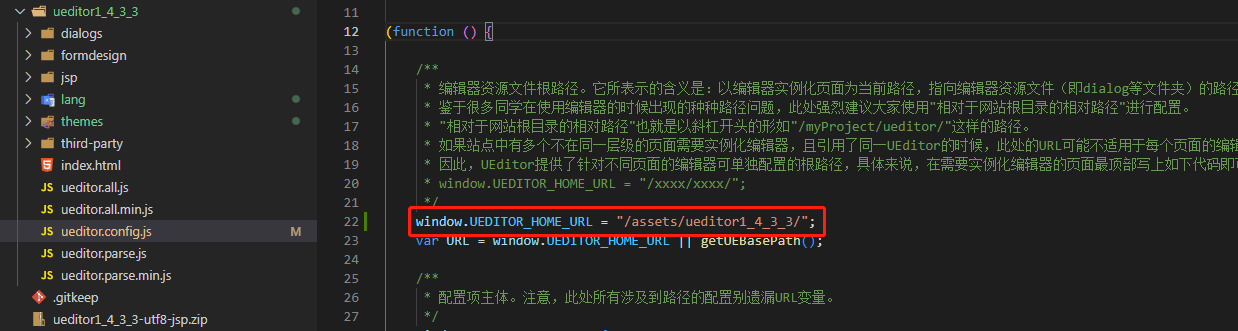 ueditor1_4_3_3
dialogs
formdesign
jsp
lang
themes
third-party
index.html
JS ueditor.all.js
JS ueditor.all.min.js
JS ueditor.config.js M
JS ueditor.parse.js
JS ueditor.parse.min.js
.gitkeep
ueditor1_4_3_3-utf8-jsp.zip
11
12 (function () {
13
14 /**
15 * 编辑器资源文件根路径。它所表示的含义是：以编辑器实例化页面为当前路径，指向编辑器资源文件（即dialog等文件夹）的路径
16 * 鉴于很多同学在使用编辑器的时候出现的种种路径问题，此处强烈建议大家使用"相对于网站根目录的相对路径"进行配置。
17 * "相对于网站根目录的相对路径"也就是以斜杠开头的形如"/myProject/ueditor/"这样的路径。
18 * 如果站点中有多个不在同一层级的页面需要实例化编辑器，且引用了同一UEditor的时候，此处的URL可能不适用于每个页面的编辑
19 * 因此，UEditor提供了针对不同页面的编辑器可单独配置的根路径，具体来说，在需要实例化编辑器的页面最顶部写上如下代码即可
20 * window.UEDITOR_HOME_URL = "/xxxx/xxxx/";
21 */
22 window.UEDITOR_HOME_URL = "/assets/ueditor1_4_3_3/";
23 var URL = window.UEDITOR_HOME_URL || getUEBasePath();
24
25 /**
26 * 配置项主体。注意，此处所有涉及到路径的配置别遗漏URL变量。
27 */